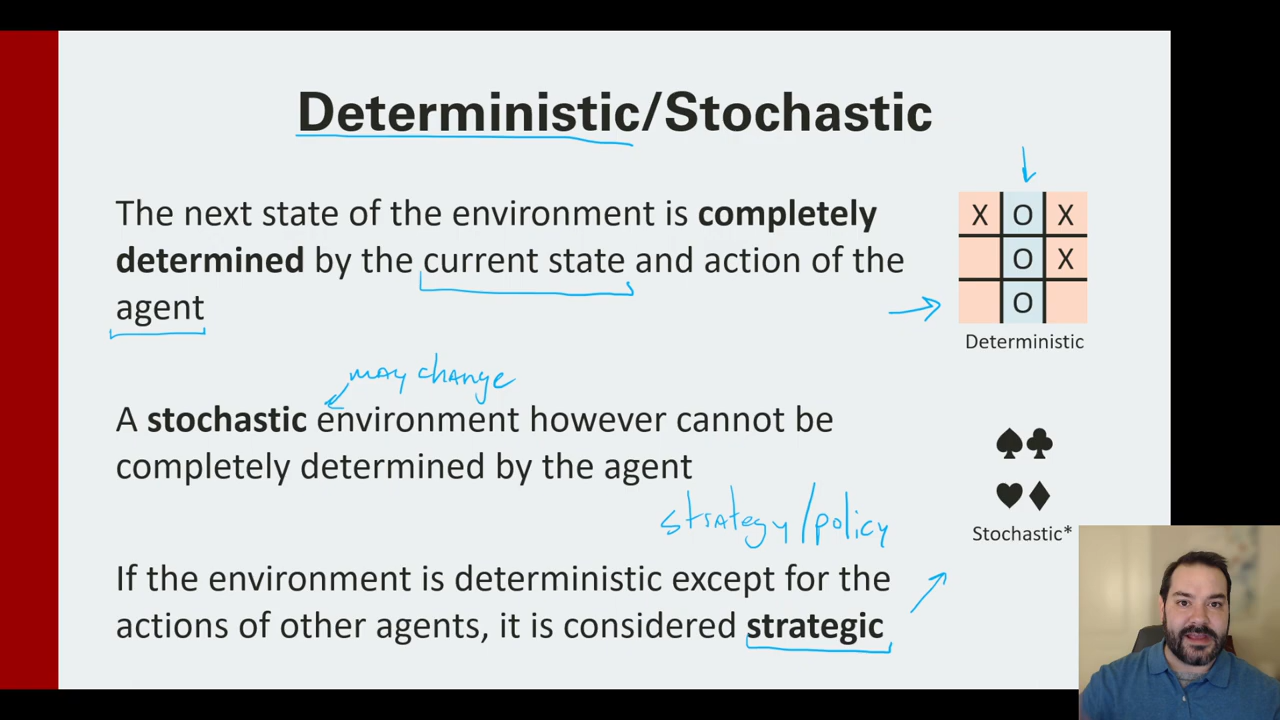 Deterministic/Stochastic
The next state of the environment is completely
determined by the current state and action of the
agent
X O X
O X
O
Deterministic
may change
A stochastic environment however cannot be
completely determined by the agent
Stochastic*
strategy/policy
If the environment is deterministic except for the
actions of other agents, it is considered strategic